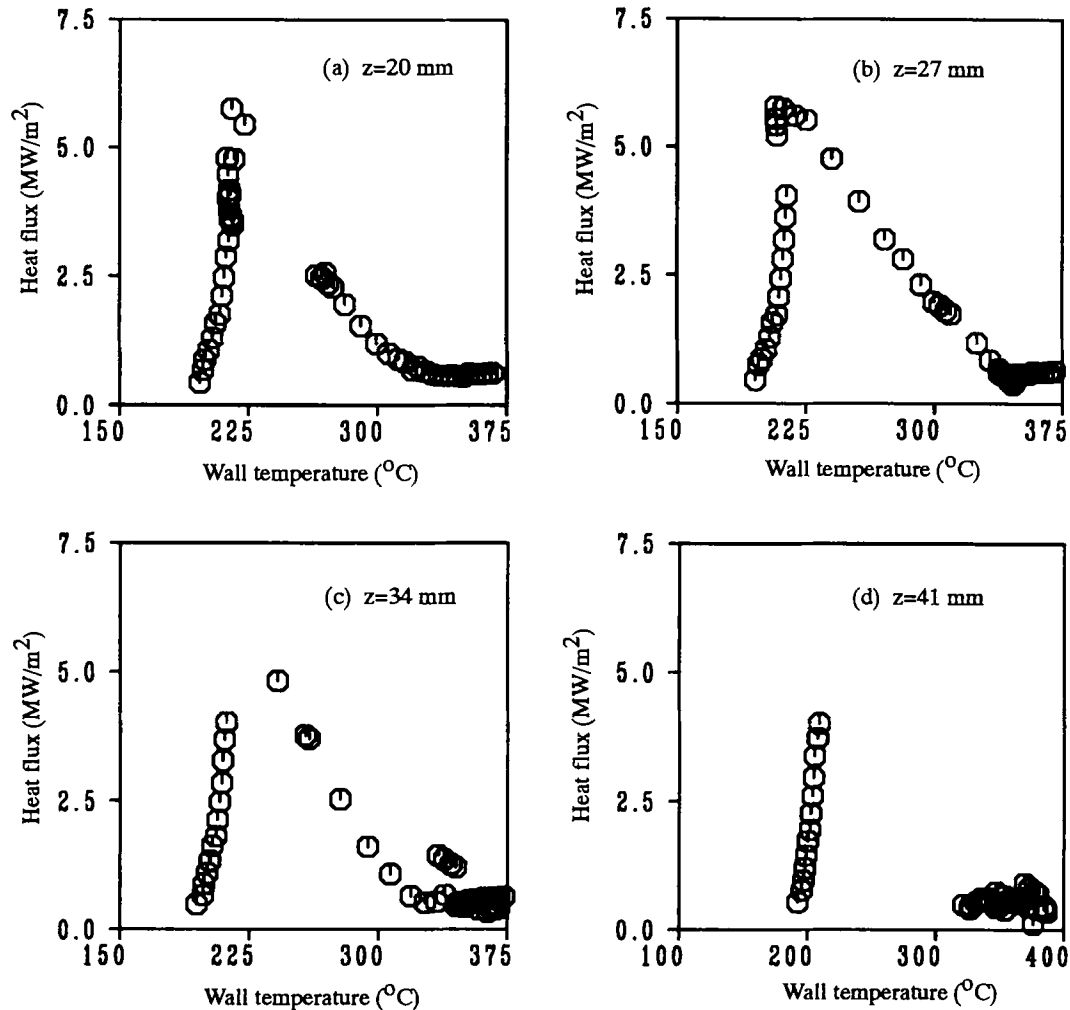 7.5
5.0
2.5
0.0
150
225
300
375
Heat flux (MW/m²)
Wall temperature (°C)
(a) z=20 mm
7.5
5.0
2.5
0.0
150
225
300
375
Heat flux (MW/m²)
Wall temperature (°C)
(b) z=27 mm
7.5
5.0
2.5
0.0
150
225
300
375
Heat flux (MW/m²)
Wall temperature (°C)
(c) z=34 mm
7.5
5.0
2.5
0.0
100
200
300
400
Heat flux (MW/m²)
Wall temperature (°C)
(d) z=41 mm